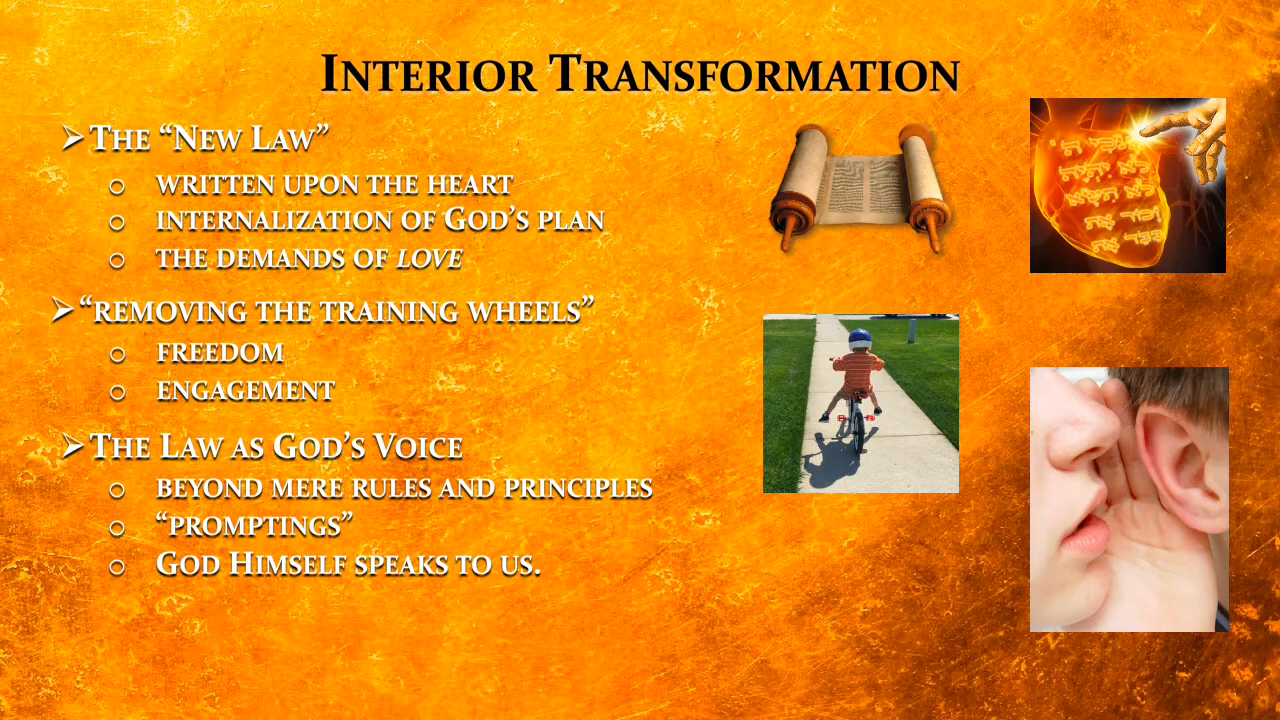 Interior Transformation
The “New Law”
written upon the heart
internalization of God’s plan
the demands of love
“removing the training wheels”
freedom
engagement
The Law as God’s Voice
beyond mere rules and principles
“promptings”
God Himself speaks to us.